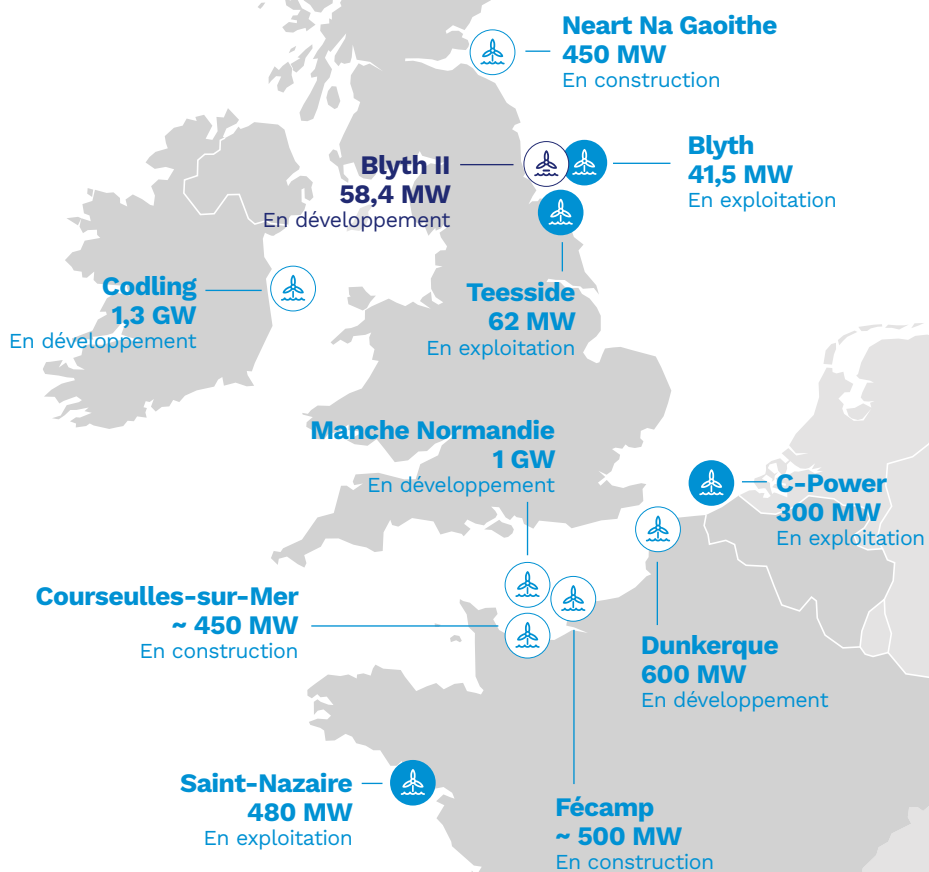 Neart Na Gaoithe
450 MW
En construction
Blyth II
58,4 MW
En développement
Blyth
41,5 MW
En exploitation
Codling
1,3 GW
En développement
Teesside
62 MW
En exploitation
Manche Normandie
1 GW
En développement
C-Power
300 MW
En exploitation
Courseulles-sur-Mer
~ 450 MW
En construction
Dunkerque
600 MW
En développement
Saint-Nazaire
480 MW
En exploitation
Fécamp
~ 500 MW
En construction